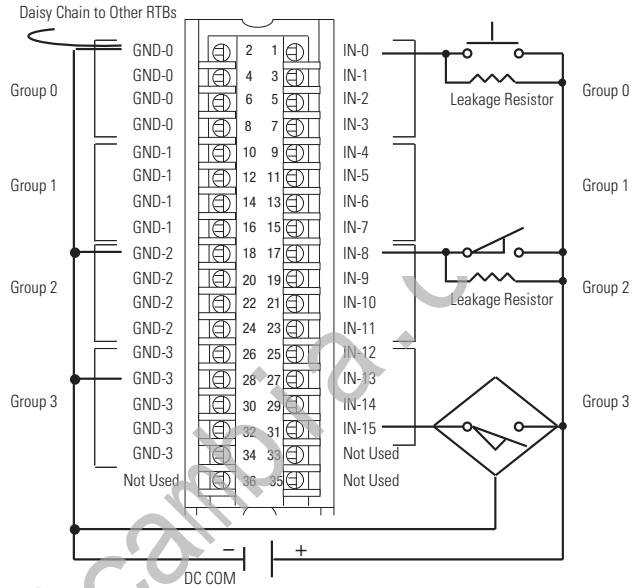 Daisy Chain to Other RTBs
GND-0 2 1 IN-0
GND-0 4 3 IN-1
Group 0 GND-0 6 5 IN-2 Leakage Resistor Group 0
GND-0 8 7 IN-3
GND-1 10 9 IN-4
GND-1 12 11 IN-5
Group 1 GND-1 14 13 IN-6 Group 1
GND-1 16 15 IN-7
GND-2 18 17 IN-8
GND-2 20 19 IN-9
Group 2 GND-2 22 21 IN-10 Leakage Resistor Group 2
GND-2 24 23 IN-11
GND-3 26 25 IN-12
GND-3 28 27 IN-13
Group 3 GND-3 30 29 IN-14 Group 3
GND-3 32 31 IN-15
GND-3 34 33 Not Used
Not Used 36 35 Not Used
– +
DC COM